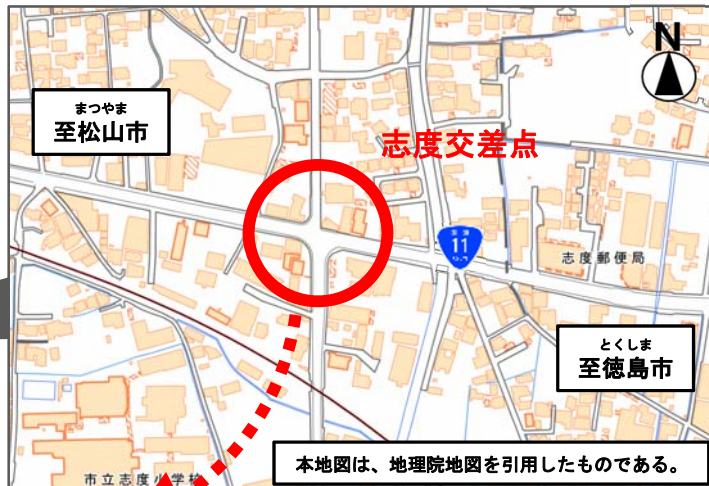 N
まつやま
至松山市
志度交差点
国道
11
志度郵便局
とくしま
至徳島市
本地図は、地理院地図を引用したものである。
市立志度小学校